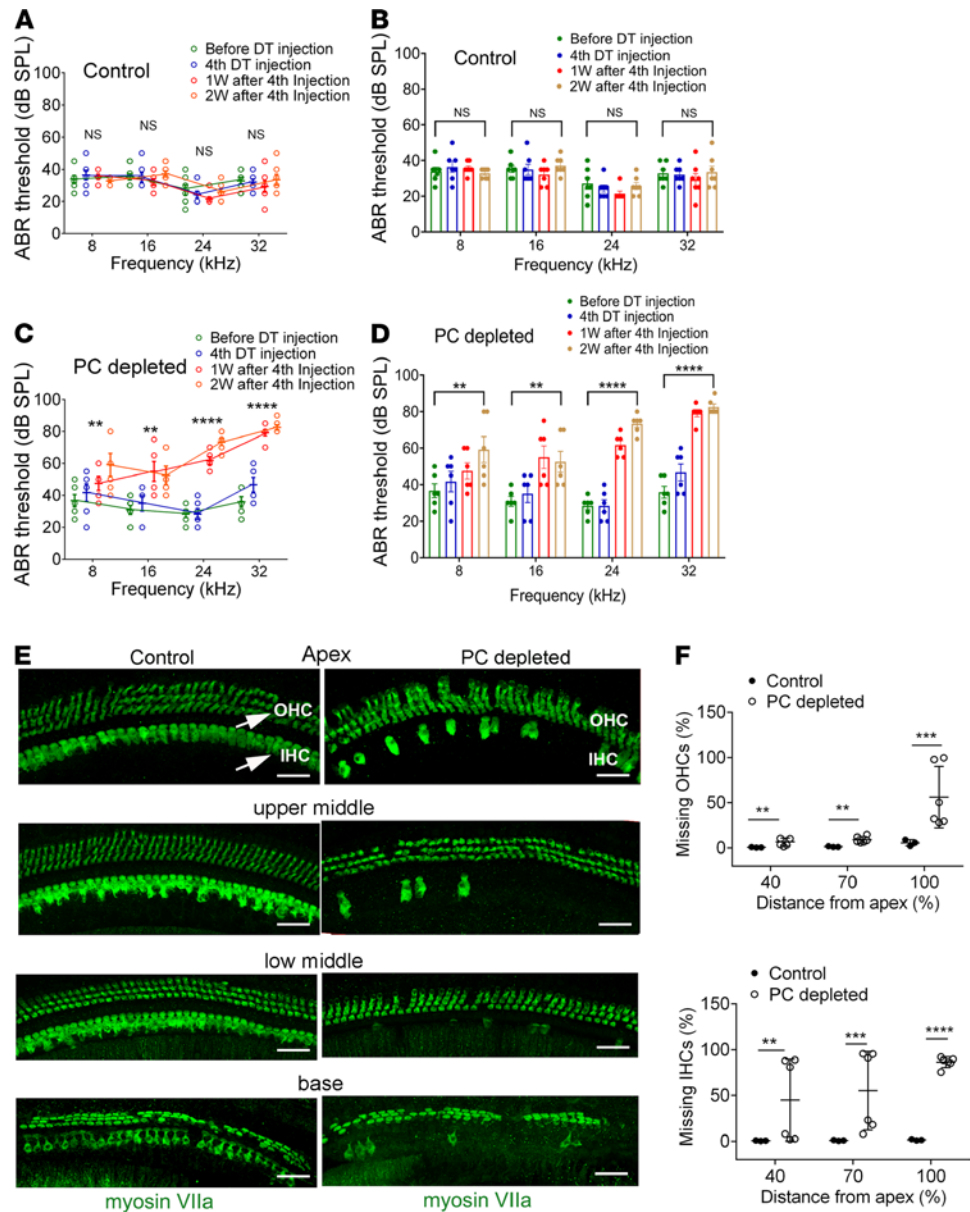 A
Before DT injection
4th DT injection
1W after 4th Injection
2W after 4th Injection
Control
ABR threshold (dB SPL)
100
80
60
40
20
0
NS
NS
NS
NS
8
16
24
32
Frequency (kHz)
B
Before DT injection
4th DT injection
1W after 4th Injection
2W after 4th Injection
Control
ABR threshold (dB SPL)
100
80
60
40
20
0
NS
NS
NS
NS
8
16
24
32
Frequency (kHz)
C
Before DT injection
4th DT injection
1W after 4th Injection
2W after 4th Injection
PC depleted
ABR threshold (dB SPL)
100
80
60
40
20
0
**
**
****
****
8
16
24
32
Frequency (kHz)
D
Before DT injection
4th DT injection
1W after 4th Injection
2W after 4th Injection
PC depleted
ABR threshold (dB SPL)
100
80
60
40
20
0
**
**
****
****
8
16
24
32
Frequency (kHz)
E
Control
Apex
PC depleted
OHC
IHC
OHC
IHC
upper middle
low middle
base
myosin VIIa
myosin VIIa
F
Control
PC depleted
Missing OHCs (%)
150
100
50
0
**
**
***
40
70
100
Distance from apex (%)
Control
PC depleted
Missing IHCs (%)
150
100
50
0
**
***
****
40
70
100
Distance from apex (%)